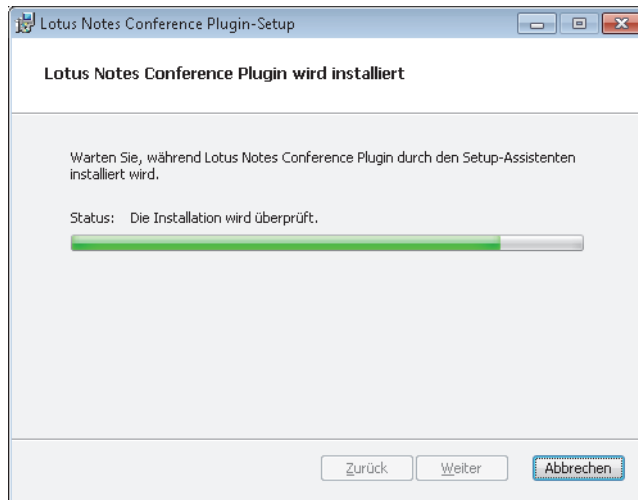 Lotus Notes Conference Plugin-Setup
Lotus Notes Conference Plugin wird installiert
Warten Sie, während Lotus Notes Conference Plugin durch den Setup-Assistenten
installiert wird.
Status: Die Installation wird überprüft.
Zurück Weiter Abbrechen